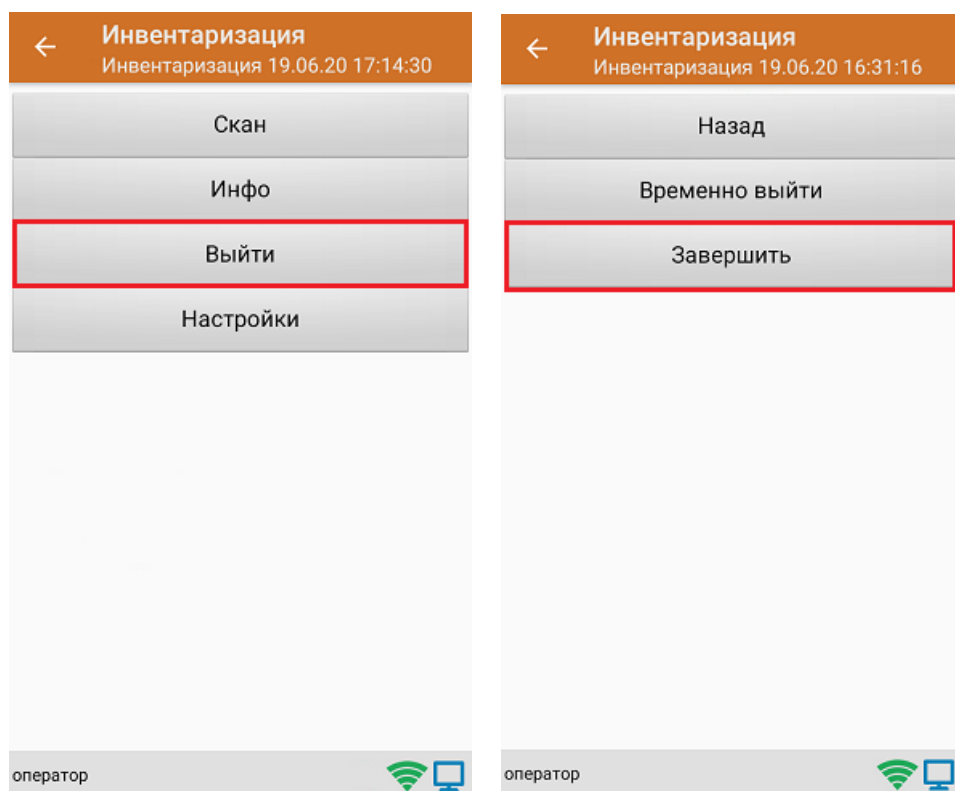 Инвентаризация
Инвентаризация 19.06.20 17:14:30
Скан
Инфо
Выйти
Настройки
оператор
Инвентаризация
Инвентаризация 19.06.20 16:31:16
Назад
Временно выйти
Завершить
оператор